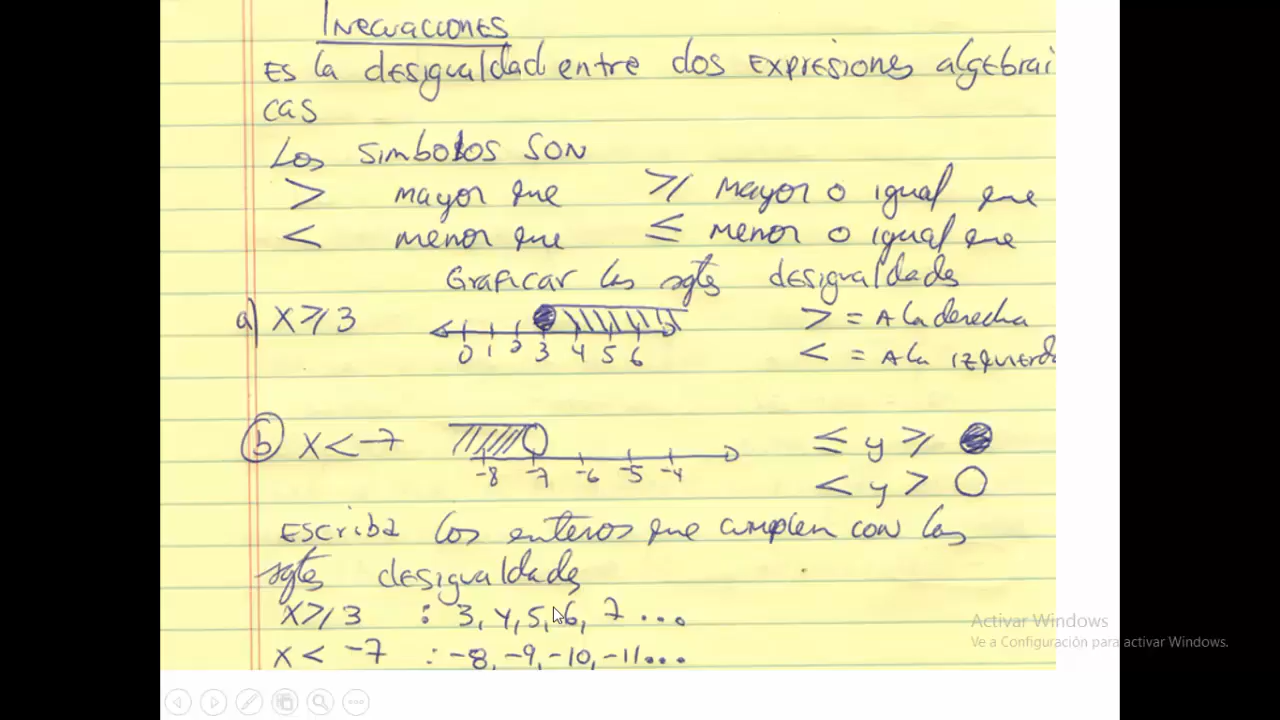 Inecuaciones
Es la desigualdad entre dos expresiones algebrai
cas
Los simbolos son
> mayor que ≥ mayor o igual que
< menor que ≤ menor o igual que
Graficar las sgts desigualdades
a) x ≥ 3 > = A la derecha
0 1 2 3 4 5 6 < = A la izquierda
b) x < -7 ≤ y ≥
-8 -7 -6 -5 -4 < y >
Escriba los enteros que cumplen con las
sgts desigualdades
x ≥ 3 : 3, 4, 5, 6, 7 ...
x < -7 : -8, -9, -10, -11...
Activar Windows
Ve a Configuración para activar Windows.